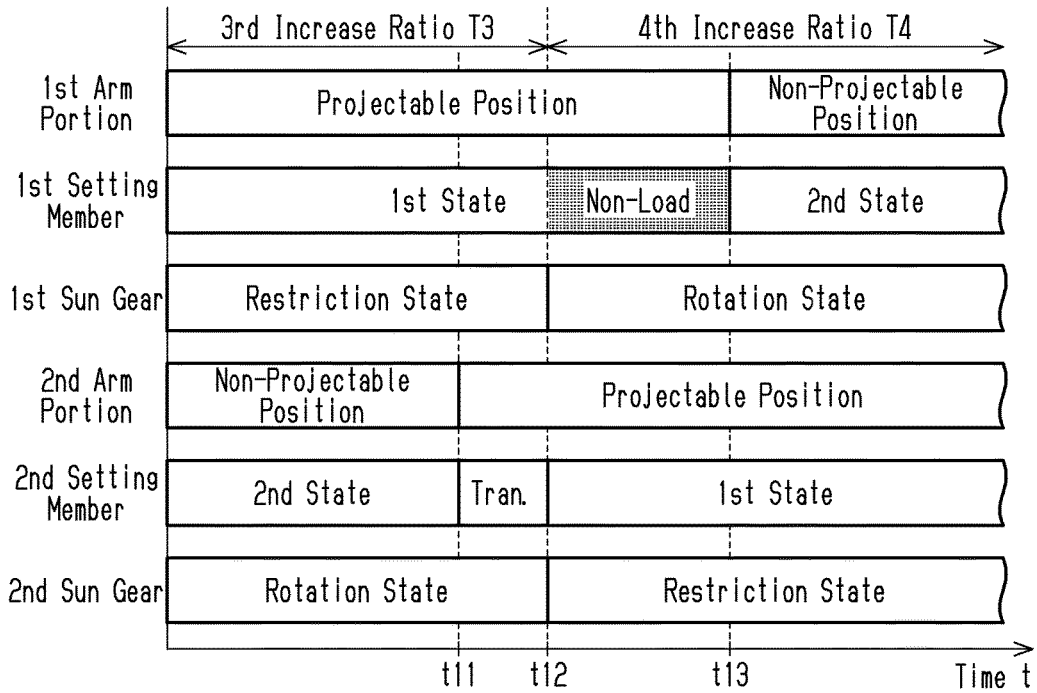 3rd Increase Ratio T3
4th Increase Ratio T4
1st Arm
Portion
Projectable Position
Non-Projectable
Position
1st Setting
Member
1st State
Non-Load
2nd State
1st Sun Gear
Restriction State
Rotation State
2nd Arm
Portion
Non-Projectable
Position
Projectable Position
2nd Setting
Member
2nd State
Tran.
1st State
2nd Sun Gear
Rotation State
Restriction State
t11
t12
t13
Time t